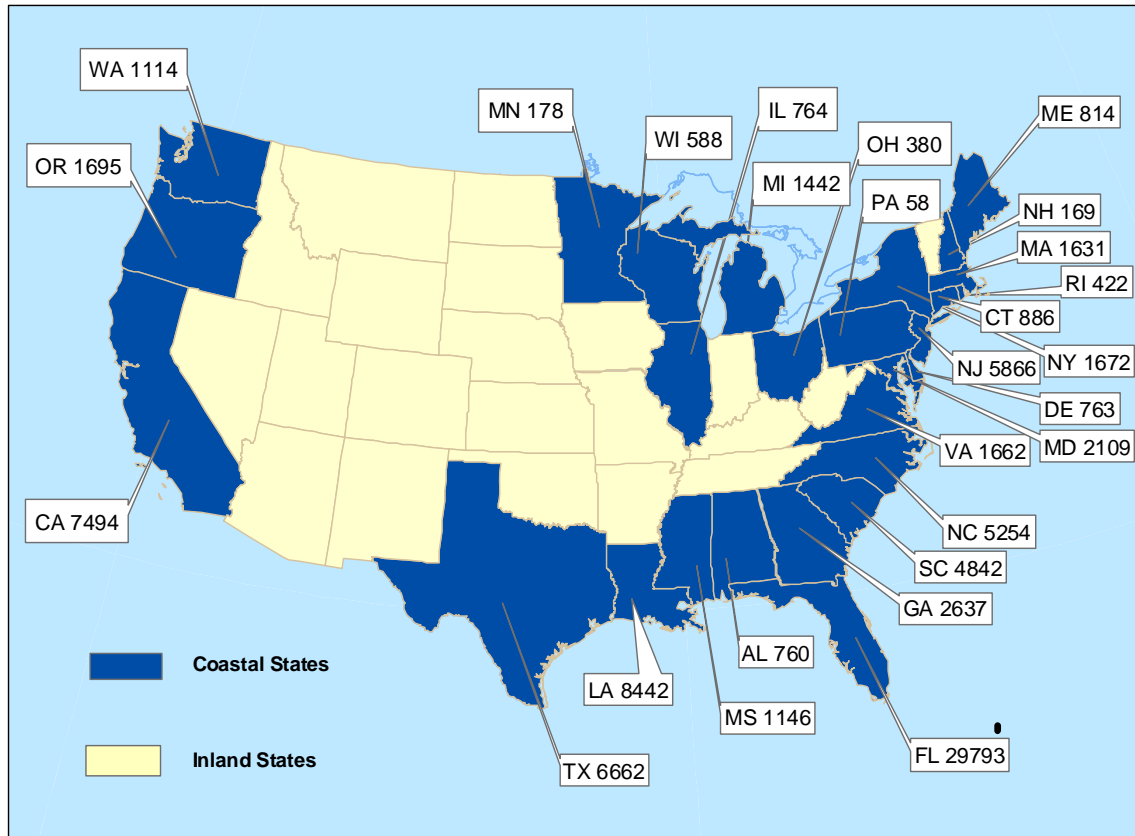 WA 1114
OR 1695
CA 7494
MN 178
WI 588
IL 764
MI 1442
OH 380
PA 58
ME 814
NH 169
MA 1631
RI 422
CT 886
NY 1672
NJ 5866
DE 763
MD 2109
VA 1662
NC 5254
SC 4842
GA 2637
AL 760
MS 1146
LA 8442
TX 6662
FL 29793
Coastal States
Inland States